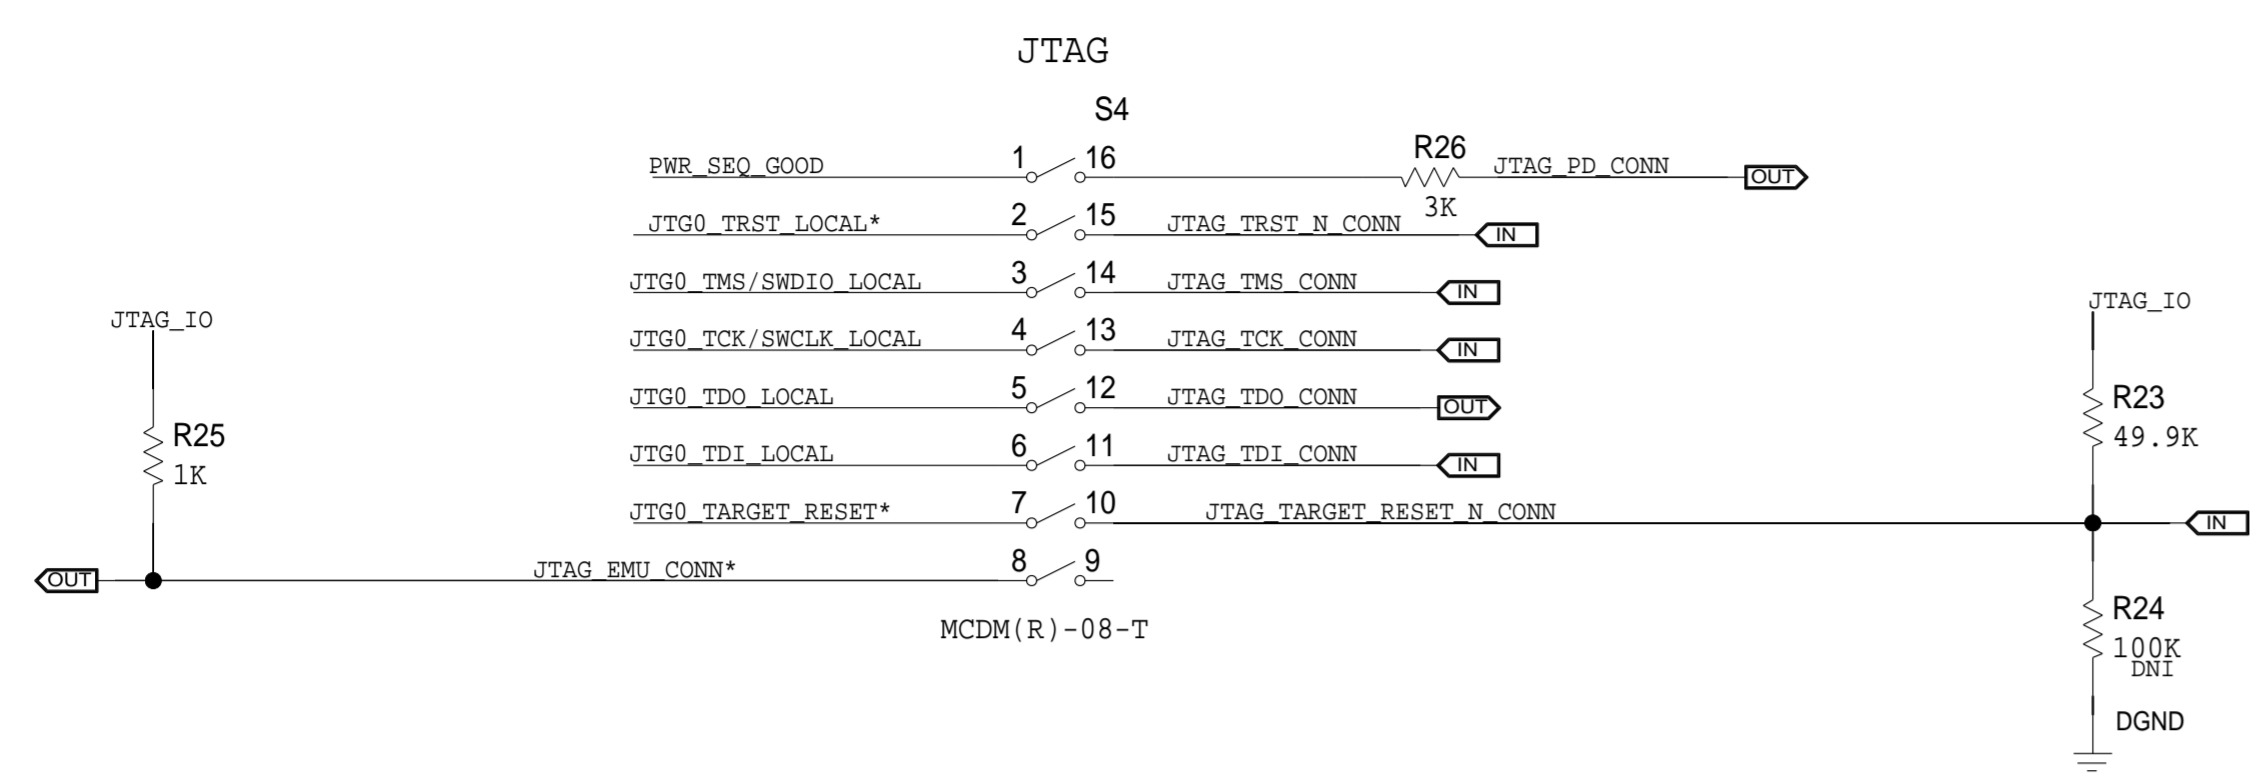 JTAG
S4
PWR_SEQ_GOOD 1 16 R26 JTAG_PD_CONN OUT
3K
JTG0_TRST_LOCAL* 2 15 JTAG_TRST_N_CONN IN
JTG0_TMS/SWDIO_LOCAL 3 14 JTAG_TMS_CONN IN
JTAG_IO
JTAG_IO
JTG0_TCK/SWCLK_LOCAL 4 13 JTAG_TCK_CONN IN
JTG0_TDO_LOCAL 5 12 JTAG_TDO_CONN OUT
R23
49.9K
R25
1K
JTG0_TDI_LOCAL 6 11 JTAG_TDI_CONN IN
JTG0_TARGET_RESET* 7 10 JTAG_TARGET_RESET_N_CONN IN
OUT JTAG_EMU_CONN* 8 9
MCDM(R)-08-T
R24
100K
DNI
DGND